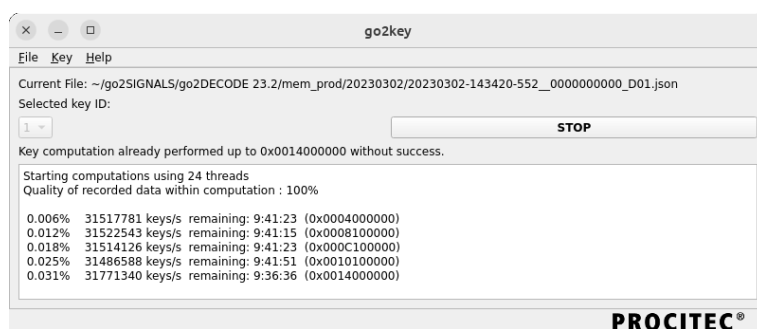 go2key
File Key Help
Current File: ~/go2SIGNALS/go2DECODE 23.2/mem_prod/20230302/20230302-143420-552__0000000000_D01.json
Selected key ID:
1 STOP
Key computation already performed up to 0x0014000000 without success.
Starting computations using 24 threads
Quality of recorded data within computation : 100%
0.006% 31517781 keys/s remaining: 9:41:23 (0x0004000000)
0.012% 31522543 keys/s remaining: 9:41:15 (0x0008100000)
0.018% 31514126 keys/s remaining: 9:41:23 (0x000C100000)
0.025% 31486588 keys/s remaining: 9:41:51 (0x0010100000)
0.031% 31771340 keys/s remaining: 9:36:36 (0x0014000000)
PROCITEC®